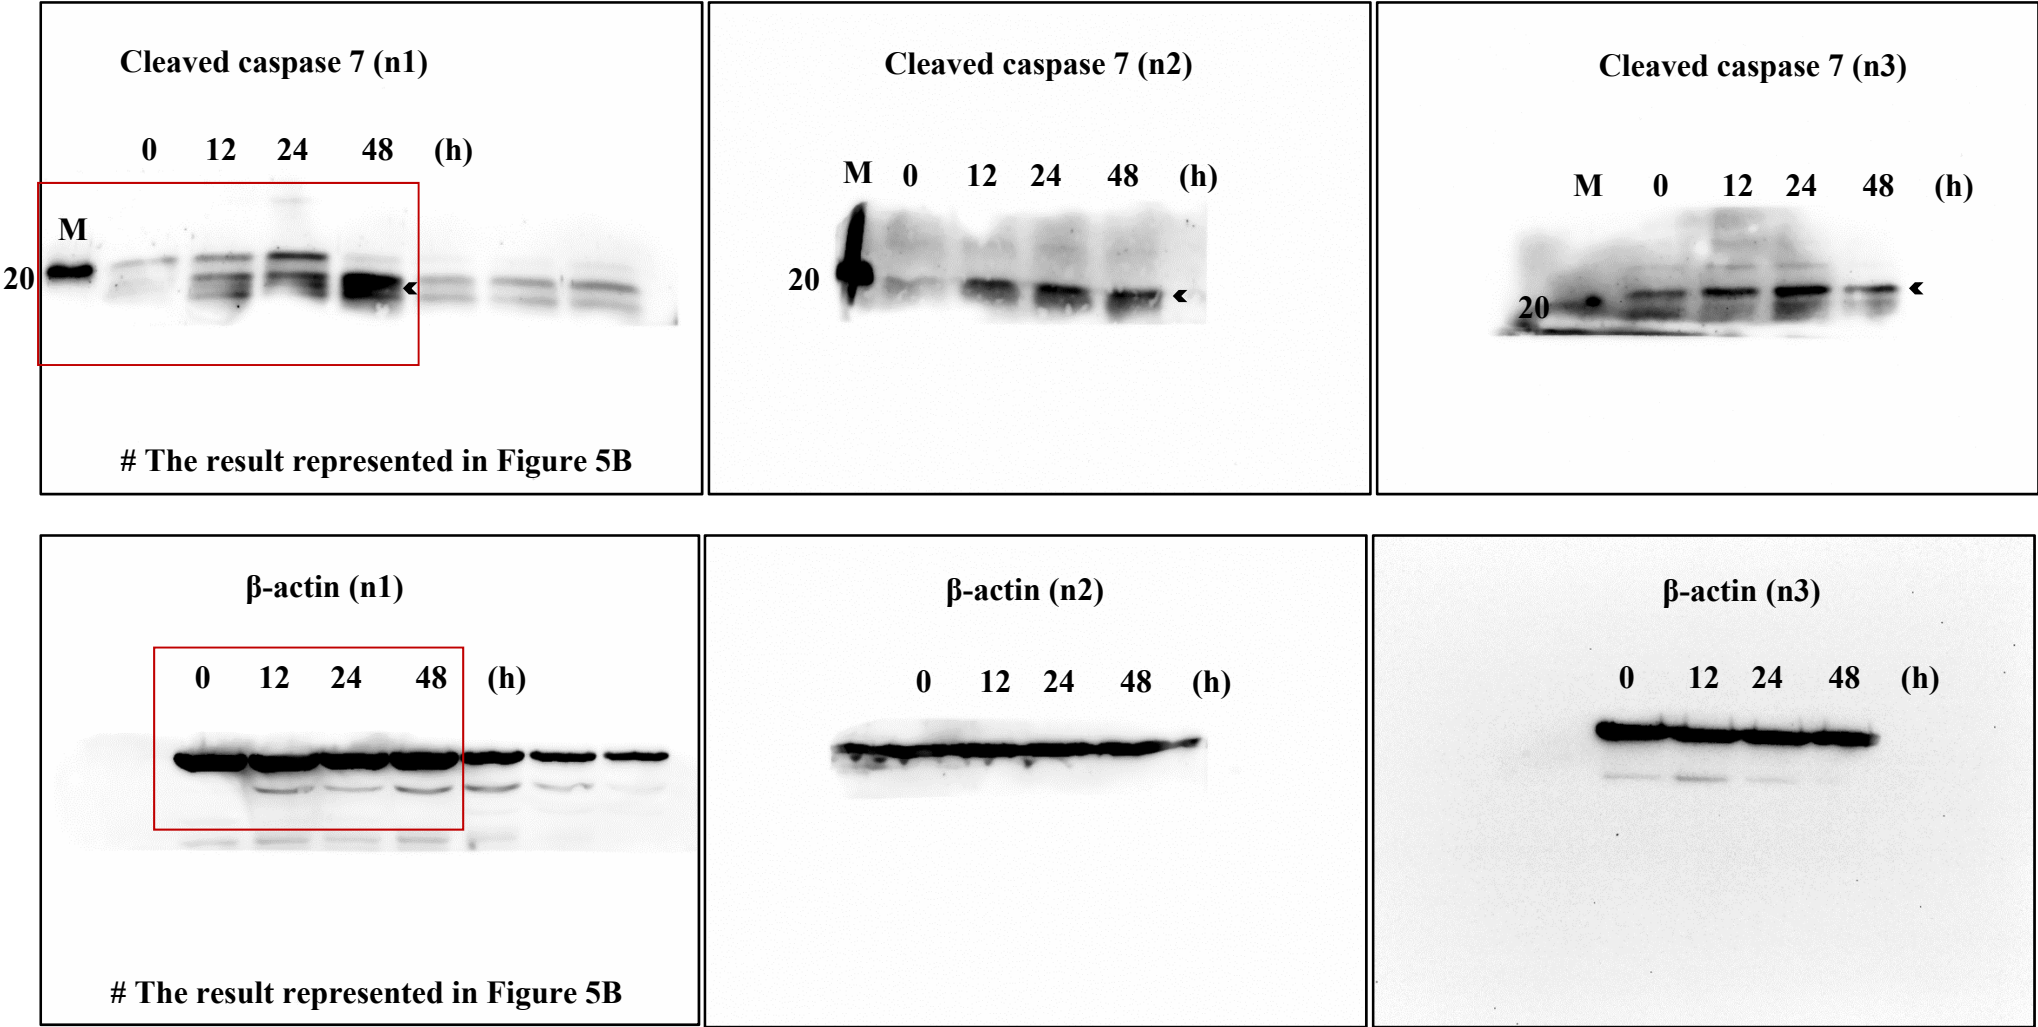 Cleaved caspase 7 (n1)
0 12 24 48 (h)
M
20
# The result represented in Figure 5B
Cleaved caspase 7 (n2)
M 0 12 24 48 (h)
20
Cleaved caspase 7 (n3)
M 0 12 24 48 (h)
20
β-actin (n1)
0 12 24 48 (h)
# The result represented in Figure 5B
β-actin (n2)
0 12 24 48 (h)
β-actin (n3)
0 12 24 48 (h)